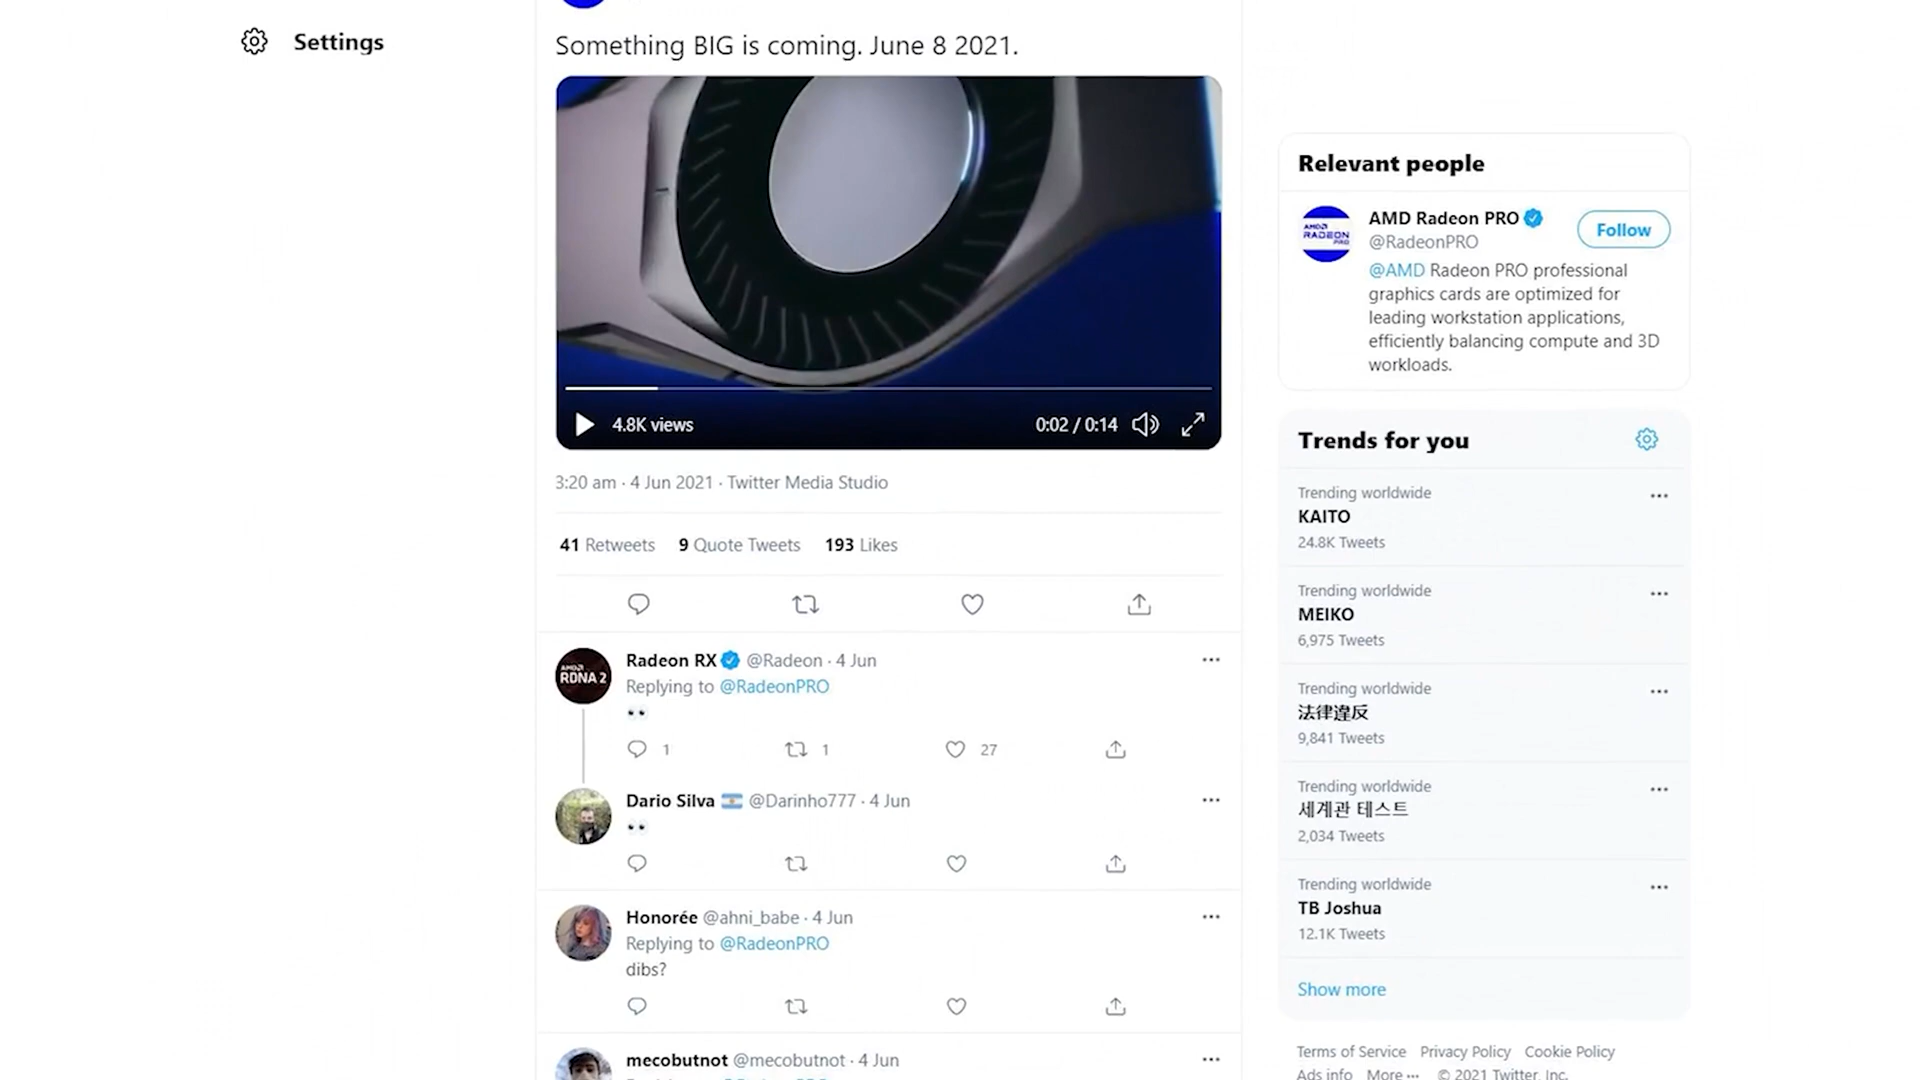 Settings
Something BIG is coming. June 8 2021.
4.8K views
0:02 / 0:14
3:20 am · 4 Jun 2021 · Twitter Media Studio
41 Retweets 9 Quote Tweets 193 Likes
AMD RDNA 2
Radeon RX @Radeon · 4 Jun
Replying to @RadeonPRO
1
1
27
Dario Silva @Darinho777 · 4 Jun
Honorée @ahni_babe · 4 Jun
Replying to @RadeonPRO
dibs?
mecobutnot @mecobutnot · 4 Jun
Relevant people
AMD RADEON PRO
AMD Radeon PRO
@RadeonPRO
Follow
@AMD Radeon PRO professional
graphics cards are optimized for
leading workstation applications,
efficiently balancing compute and 3D
workloads.
Trends for you
Trending worldwide
KAITO
24.8K Tweets
Trending worldwide
MEIKO
6,975 Tweets
Trending worldwide
法律違反
9,841 Tweets
Trending worldwide
세계관 테스트
2,034 Tweets
Trending worldwide
TB Joshua
12.1K Tweets
Show more
Terms of Service Privacy Policy Cookie Policy
Ads info More ··· © 2021 Twitter, Inc.